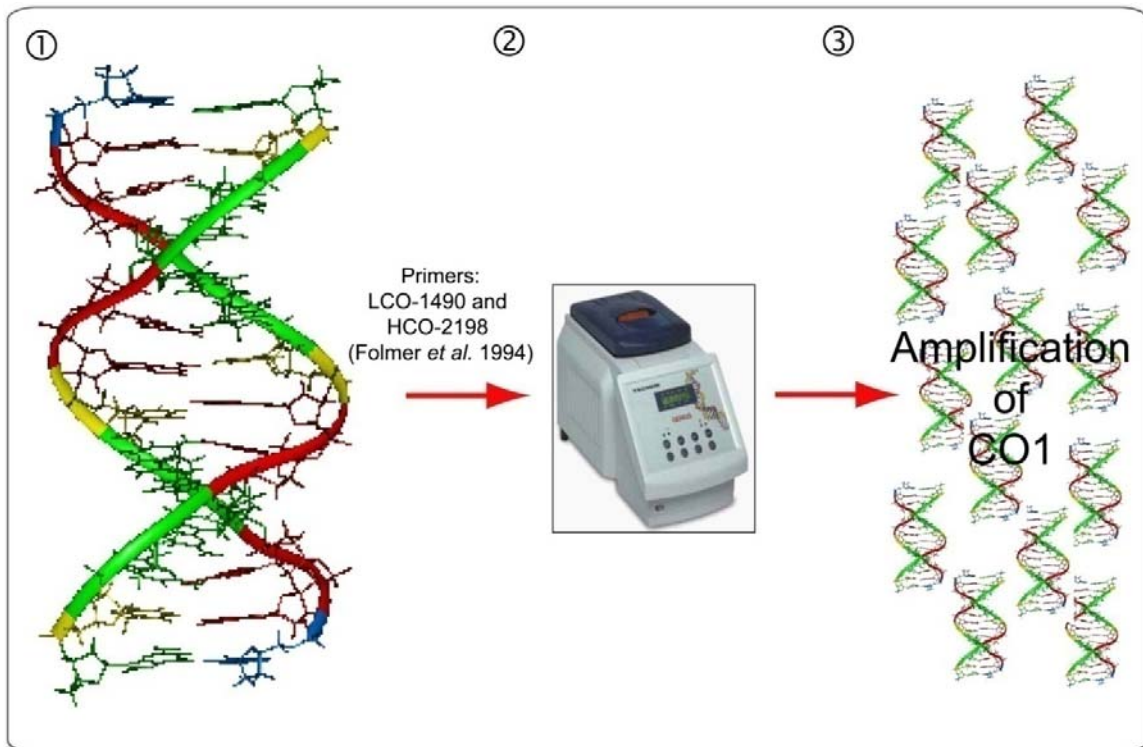 ①
②
③
Primers:
LCO-1490 and
HCO-2198
(Folmer et al. 1994)
Amplification
of
CO1